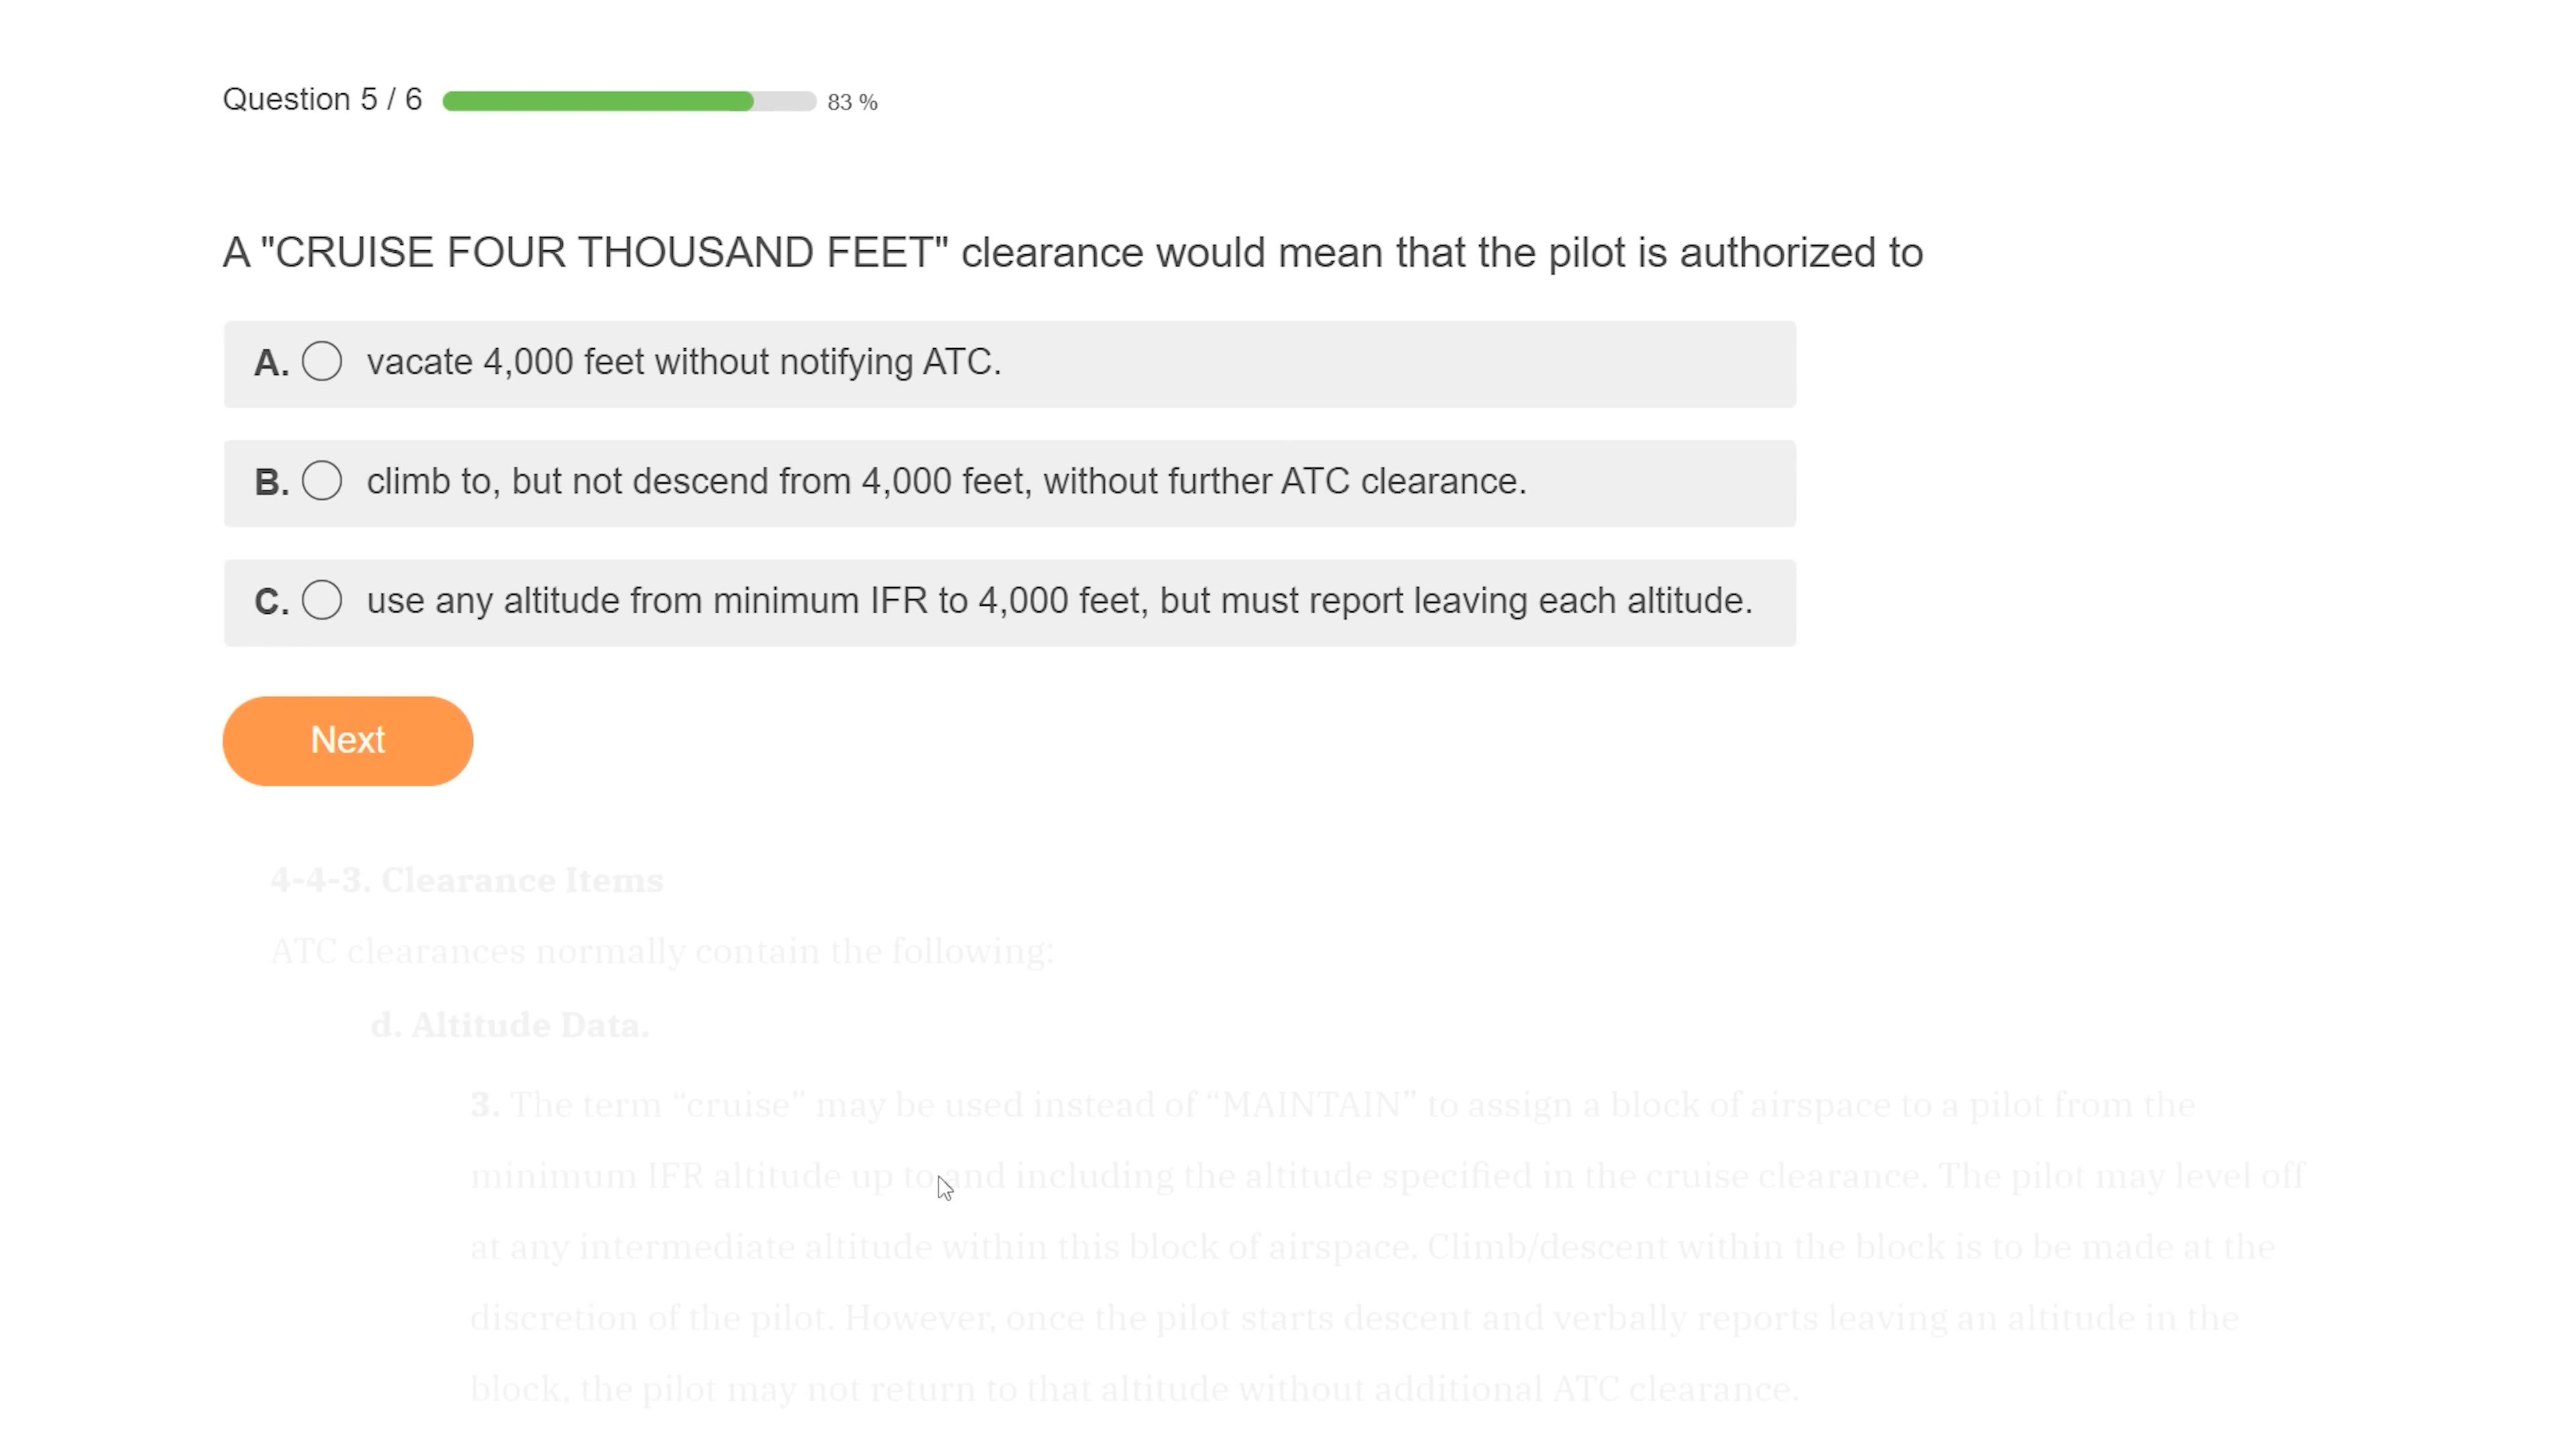 Question 5 / 6 83 %
A "CRUISE FOUR THOUSAND FEET" clearance would mean that the pilot is authorized to
A. vacate 4,000 feet without notifying ATC.
B. climb to, but not descend from 4,000 feet, without further ATC clearance.
C. use any altitude from minimum IFR to 4,000 feet, but must report leaving each altitude.
Next
4-4-3. Clearance Items
ATC clearances normally contain the following:
d. Altitude Data.
3. The term “cruise” may be used instead of “MAINTAIN” to assign a block of airspace to a pilot from the
minimum IFR altitude up to and including the altitude specified in the cruise clearance. The pilot may level off
at any intermediate altitude within this block of airspace. Climb/descent within the block is to be made at the
discretion of the pilot. However, once the pilot starts descent and verbally reports leaving an altitude in the
block, the pilot may not return to that altitude without additional ATC clearance.